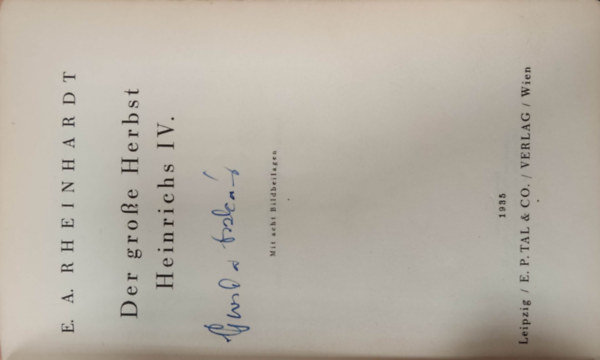 E. A. RHEINHARDT
Der große Herbst
Heinrichs IV.
Mit acht Bildbeilagen
1935
Leipzig / E. P. TAL & CO. / VERLAG / Wien